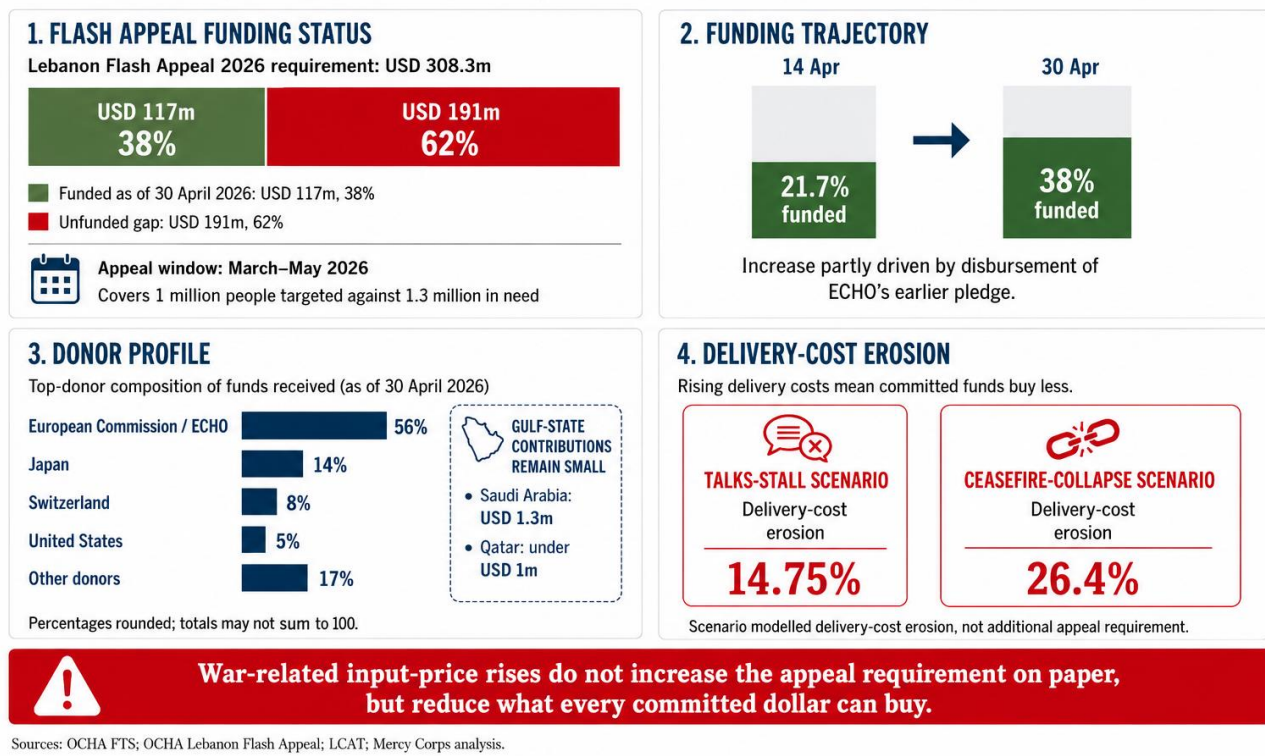 1. FLASH APPEAL FUNDING STATUS
Lebanon Flash Appeal 2026 requirement: USD 308.3m
USD 117m
38%
USD 191m
62%
Funded as of 30 April 2026: USD 117m, 38%
Unfunded gap: USD 191m, 62%
Appeal window: March–May 2026
Covers 1 million people targeted against 1.3 million in need
2. FUNDING TRAJECTORY
14 Apr
30 Apr
21.7%
funded
38%
funded
Increase partly driven by disbursement of
ECHO’s earlier pledge.
3. DONOR PROFILE
Top-donor composition of funds received (as of 30 April 2026)
European Commission / ECHO 56%
Japan 14%
Switzerland 8%
United States 5%
Other donors 17%
GULF-STATE
CONTRIBUTIONS
REMAIN SMALL
• Saudi Arabia:
USD 1.3m
• Qatar: under
USD 1m
Percentages rounded; totals may not sum to 100.
4. DELIVERY-COST EROSION
Rising delivery costs mean committed funds buy less.
TALKS-STALL SCENARIO
Delivery-cost
erosion
14.75%
CEASEFIRE-COLLAPSE SCENARIO
Delivery-cost
erosion
26.4%
Scenario modelled delivery-cost erosion, not additional appeal requirement.
War-related input-price rises do not increase the appeal requirement on paper,
but reduce what every committed dollar can buy.
Sources: OCHA FTS; OCHA Lebanon Flash Appeal; LCAT; Mercy Corps analysis.